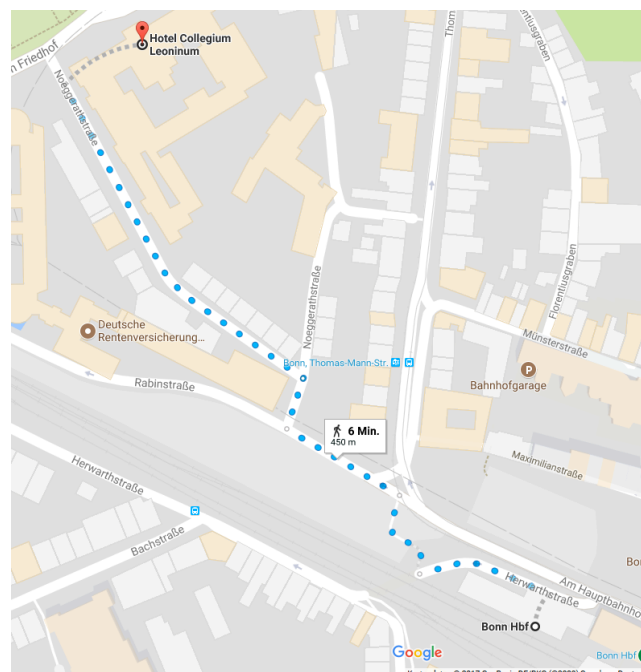 Hotel Collegium
Leoninum
Friedhof
Noeggerathstraße
Florentiusgraben
Noeggerathstraße
Florentiusgraben
Deutsche
Rentenversicherung...
Bonn, Thomas-Mann-Str.
Münsterstraße
P
Bahnhofgarage
Rabinstraße
6 Min.
450 m
Maximilianstraße
Herwarthstraße
Bachstraße
Herwarthstraße
Am Hauptbahnho
Bonn Hbf
Google
Bonn Hbf